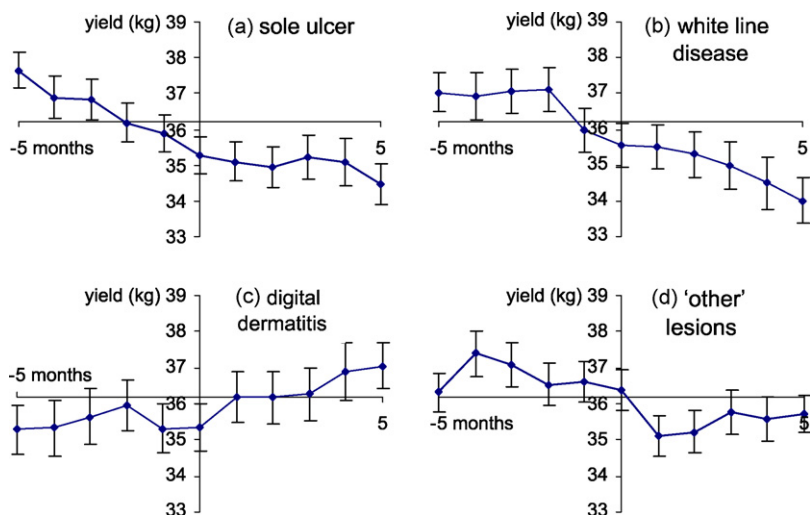 yield (kg) 39 (a) sole ulcer
38
37
36
-5 months 5
35
34
33
yield (kg) 39 (b) white line
disease
38
37
36
-5 months 5
35
34
33
yield (kg) 39 (c) digital
dermatitis
38
37
-5 months
36
5
35
34
33
yield (kg) 39 (d) 'other'
lesions
38
37
36
-5 months 5
35
34
33